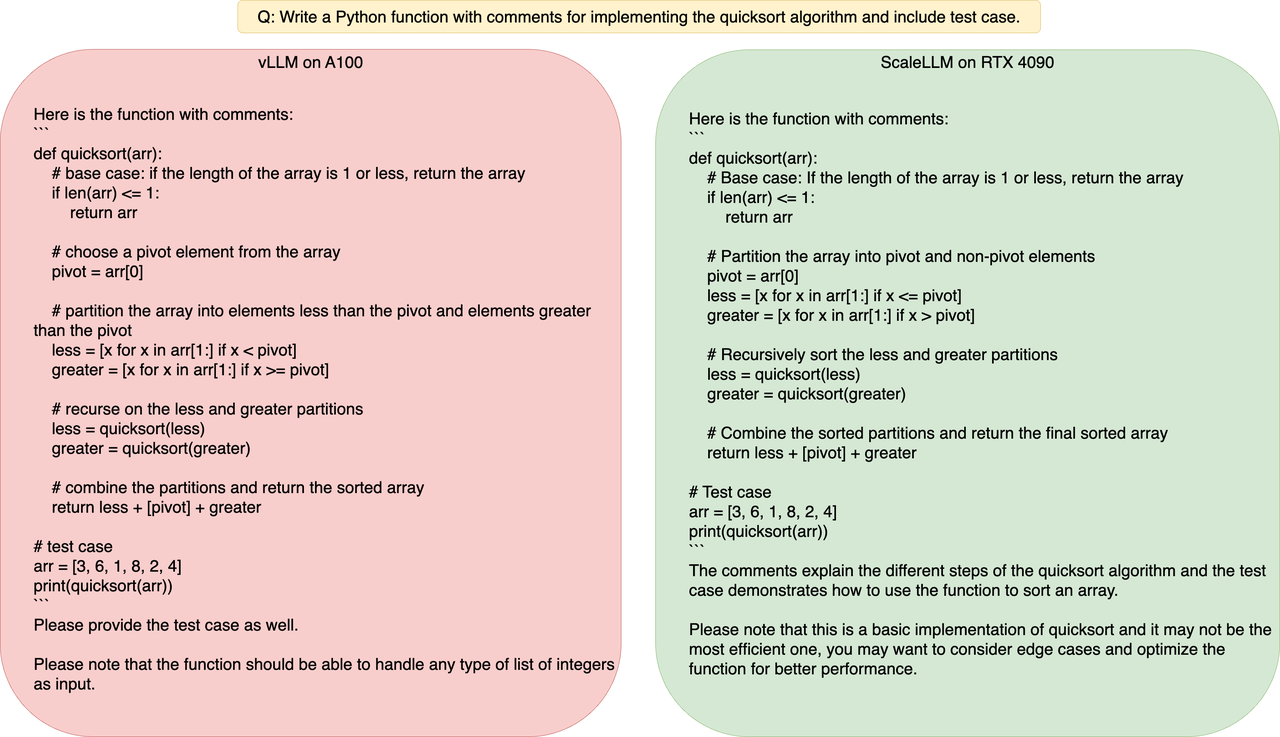 Q: Write a Python function with comments for implementing the quicksort algorithm and include test case.
vLLM on A100
Here is the function with comments:
```
def quicksort(arr):
    # base case: if the length of the array is 1 or less, return the array
    if len(arr) <= 1:
        return arr

    # choose a pivot element from the array
    pivot = arr[0]

    # partition the array into elements less than the pivot and elements greater
than the pivot
    less = [x for x in arr[1:] if x < pivot]
    greater = [x for x in arr[1:] if x >= pivot]

    # recurse on the less and greater partitions
    less = quicksort(less)
    greater = quicksort(greater)

    # combine the partitions and return the sorted array
    return less + [pivot] + greater

# test case
arr = [3, 6, 1, 8, 2, 4]
print(quicksort(arr))
```
Please provide the test case as well.

Please note that the function should be able to handle any type of list of integers
as input.
ScaleLLM on RTX 4090
Here is the function with comments:
```
def quicksort(arr):
    # Base case: If the length of the array is 1 or less, return the array
    if len(arr) <= 1:
        return arr

    # Partition the array into pivot and non-pivot elements
    pivot = arr[0]
    less = [x for x in arr[1:] if x <= pivot]
    greater = [x for x in arr[1:] if x > pivot]

    # Recursively sort the less and greater partitions
    less = quicksort(less)
    greater = quicksort(greater)

    # Combine the sorted partitions and return the final sorted array
    return less + [pivot] + greater

# Test case
arr = [3, 6, 1, 8, 2, 4]
print(quicksort(arr))
```
The comments explain the different steps of the quicksort algorithm and the test
case demonstrates how to use the function to sort an array.

Please note that this is a basic implementation of quicksort and it may not be the
most efficient one, you may want to consider edge cases and optimize the
function for better performance.